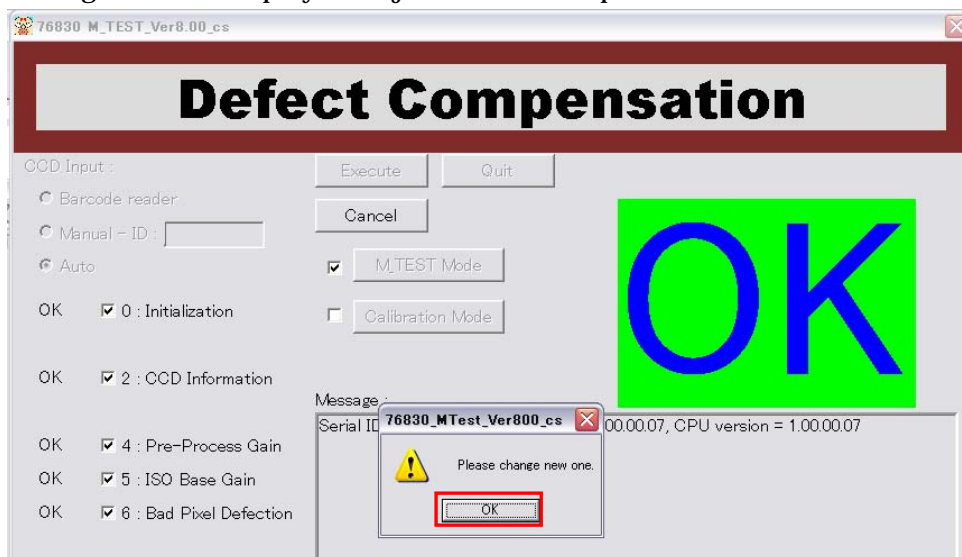 76830 M_TEST_Ver8.00_cs
Defect Compensation
CCD Input :
Barcode reader
Manual - ID :
Auto
Execute
Quit
Cancel
M_TEST Mode
Calibration Mode
OK
OK 0 : Initialization
OK 2 : CCD Information
OK 4 : Pre-Process Gain
OK 5 : ISO Base Gain
OK 6 : Bad Pixel Defection
Message :
Serial ID 00.00.07, CPU version = 1.00.00.07
76830_MTest_Ver800_cs
Please change new one.
OK